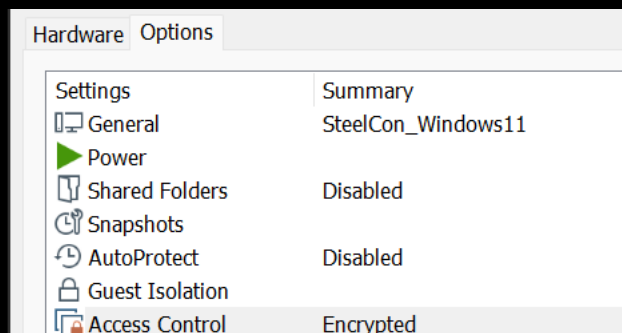 Hardware Options
Settings Summary
General SteelCon_Windows11
Power
Shared Folders Disabled
Snapshots
AutoProtect Disabled
Guest Isolation
Access Control Encrypted